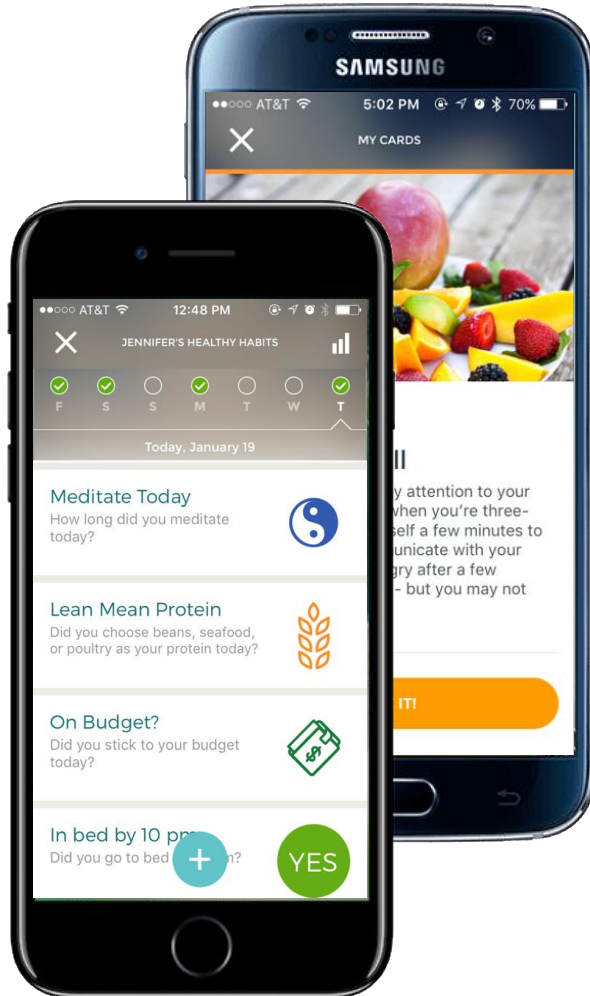 SAMSUNG
AT&T 5:02 PM 70%
MY CARDS
ll
y attention to your
when you're three-
self a few minutes to
unicate with your
gry after a few
- but you may not
IT!
AT&T 12:48 PM
JENNIFER'S HEALTHY HABITS
F S S M T W T
Today, January 19
Meditate Today
How long did you meditate
today?
Lean Mean Protein
Did you choose beans, seafood,
or poultry as your protein today?
On Budget?
Did you stick to your budget
today?
$
In bed by 10 pm
Did you go to bed m?
+
YES